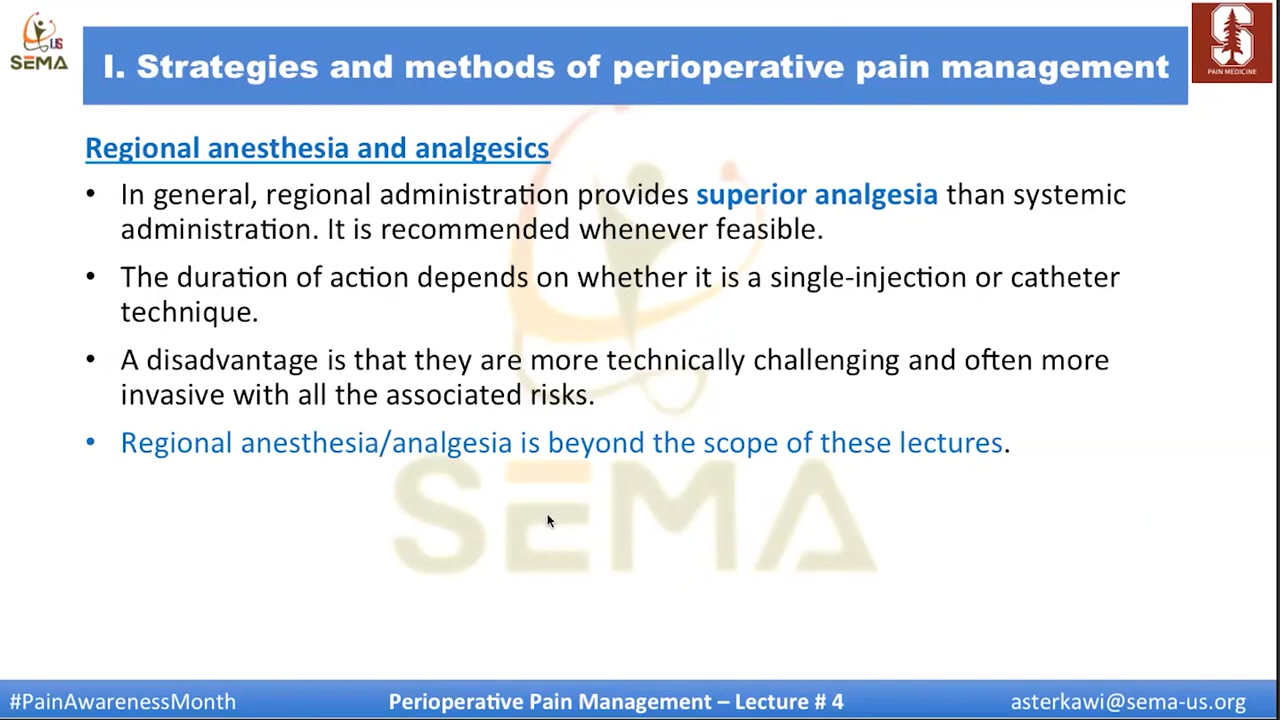 US
SEMA
I. Strategies and methods of perioperative pain management
S
PAIN MEDICINE
Regional anesthesia and analgesics
• In general, regional administration provides superior analgesia than systemic
administration. It is recommended whenever feasible.
• The duration of action depends on whether it is a single-injection or catheter
technique.
• A disadvantage is that they are more technically challenging and often more
invasive with all the associated risks.
• Regional anesthesia/analgesia is beyond the scope of these lectures.
SEMA
#PainAwarenessMonth
Perioperative Pain Management – Lecture # 4
asterkawi@sema-us.org